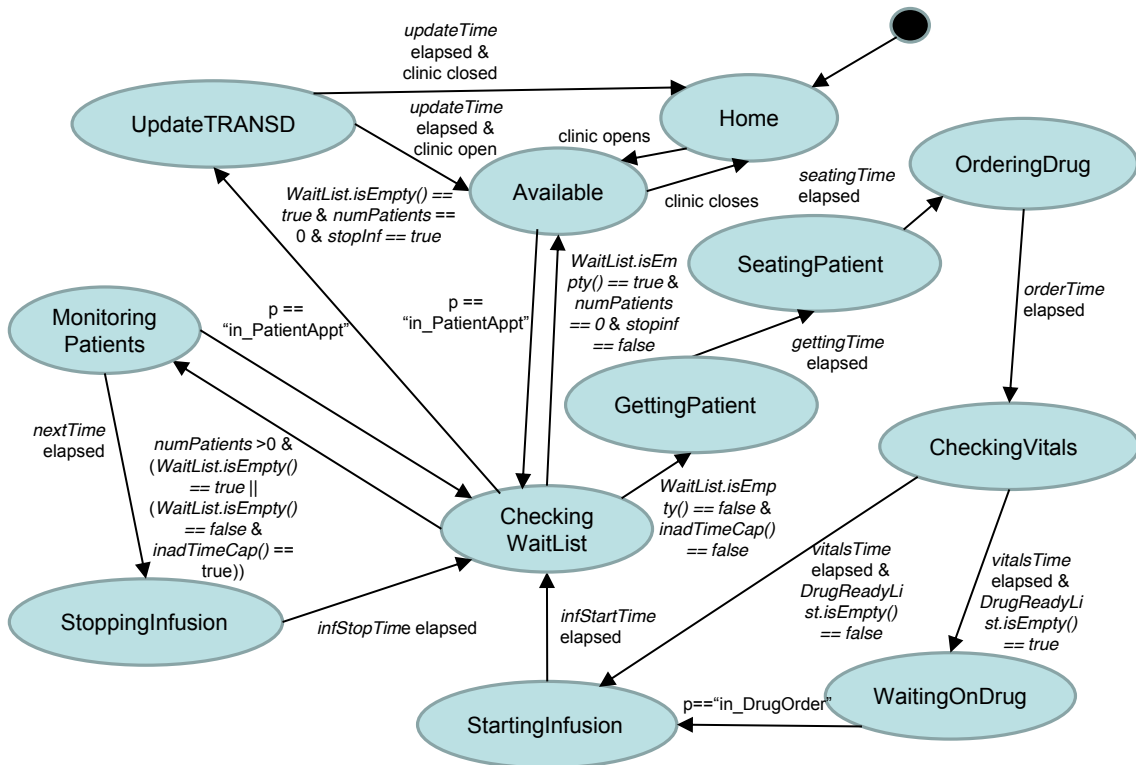 updateTime
elapsed &
clinic closed
UpdateTRANSD
updateTime
elapsed &
clinic open
Home
clinic opens
Available
clinic closes
OrderingDrug
seatingTime
elapsed
WaitList.isEmpty() ==
true & numPatients ==
0 & stopInf == true
SeatingPatient
WaitList.isEm
pty() == true &
numPatients
== 0 & stopinf
== false
orderTime
elapsed
Monitoring
Patients
p ==
“in_PatientAppt”
p ==
“in_PatientAppt”
gettingTime
elapsed
GettingPatient
nextTime
elapsed
numPatients >0 &
(WaitList.isEmpty()
== true ||
(WaitList.isEmpty()
== false &
inadTimeCap() ==
true))
CheckingVitals
Checking
WaitList
WaitList.isEmp
ty() == false &
inadTimeCap()
== false
vitalsTime
elapsed &
DrugReadyLi
st.isEmpty()
== false
vitalsTime
elapsed &
DrugReadyLi
st.isEmpty()
== true
StoppingInfusion
infStopTime elapsed
infStartTime
elapsed
StartingInfusion
p==“in_DrugOrder”
WaitingOnDrug